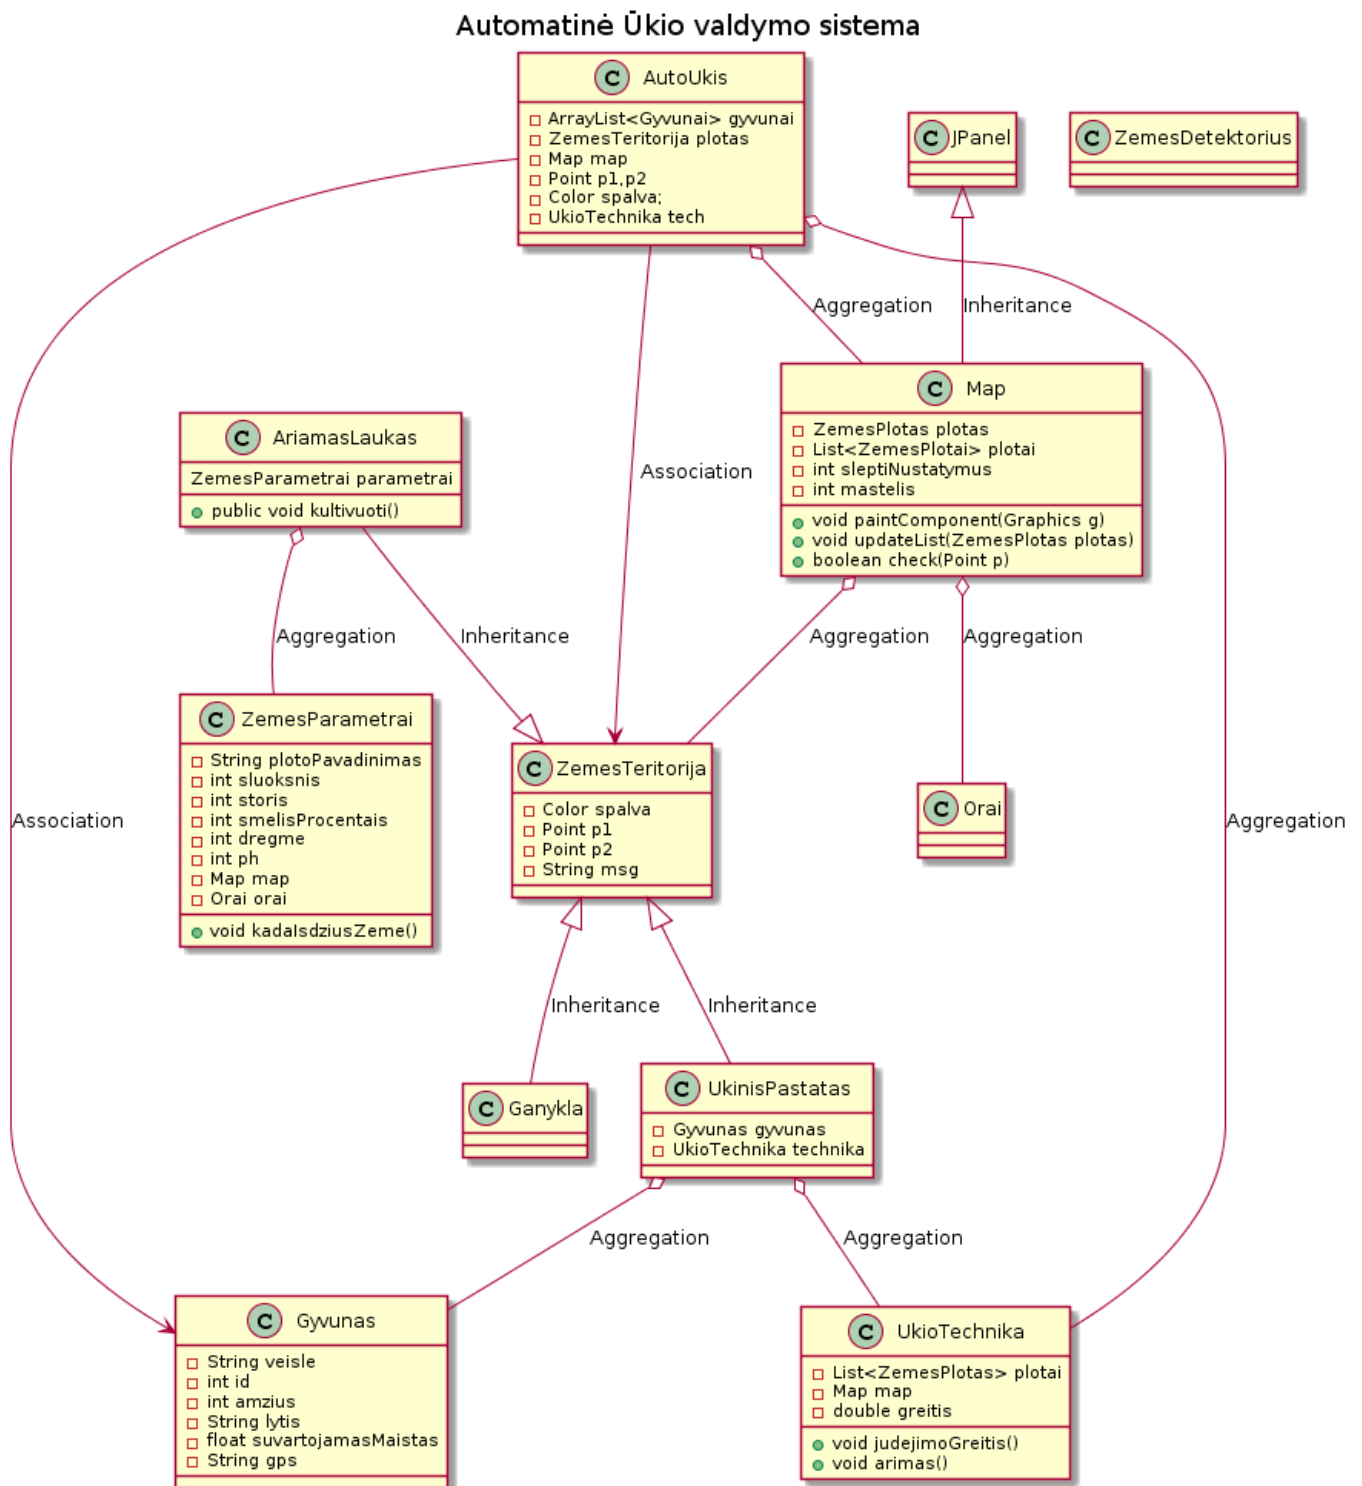 Automatinė Ūkio valdymo sistema
C AutoUkis
ArrayList<Gyvunai> gyvunai
ZemesTeritorija plotas
Map map
Point p1,p2
Color spalva;
UkioTechnika tech
C JPanel
C ZemesDetektorius
Aggregation
Inheritance
C Map
ZemesPlotas plotas
List<ZemesPlotai> plotai
int sleptiNustatymus
int mastelis
void paintComponent(Graphics g)
void updateList(ZemesPlotas plotas)
boolean check(Point p)
C AriamasLaukas
ZemesParametrai parametrai
public void kultivuoti()
Association
Aggregation
Inheritance
Aggregation
Aggregation
C ZemesParametrai
String plotoPavadinimas
int sluoksnis
int storis
int smelisProcentais
int dregme
int ph
Map map
Orai orai
void kadaIsdziusZeme()
C ZemesTeritorija
Color spalva
Point p1
Point p2
String msg
C Orai
Association
Aggregation
Inheritance
Inheritance
C Ganykla
C UkinisPastatas
Gyvunas gyvunas
UkioTechnika technika
Aggregation
Aggregation
C Gyvunas
String veisle
int id
int amzius
String lytis
float suvartojamasMaistas
String gps
C UkioTechnika
List<ZemesPlotas> plotai
Map map
double greitis
void judejimoGreitis()
void arimas()